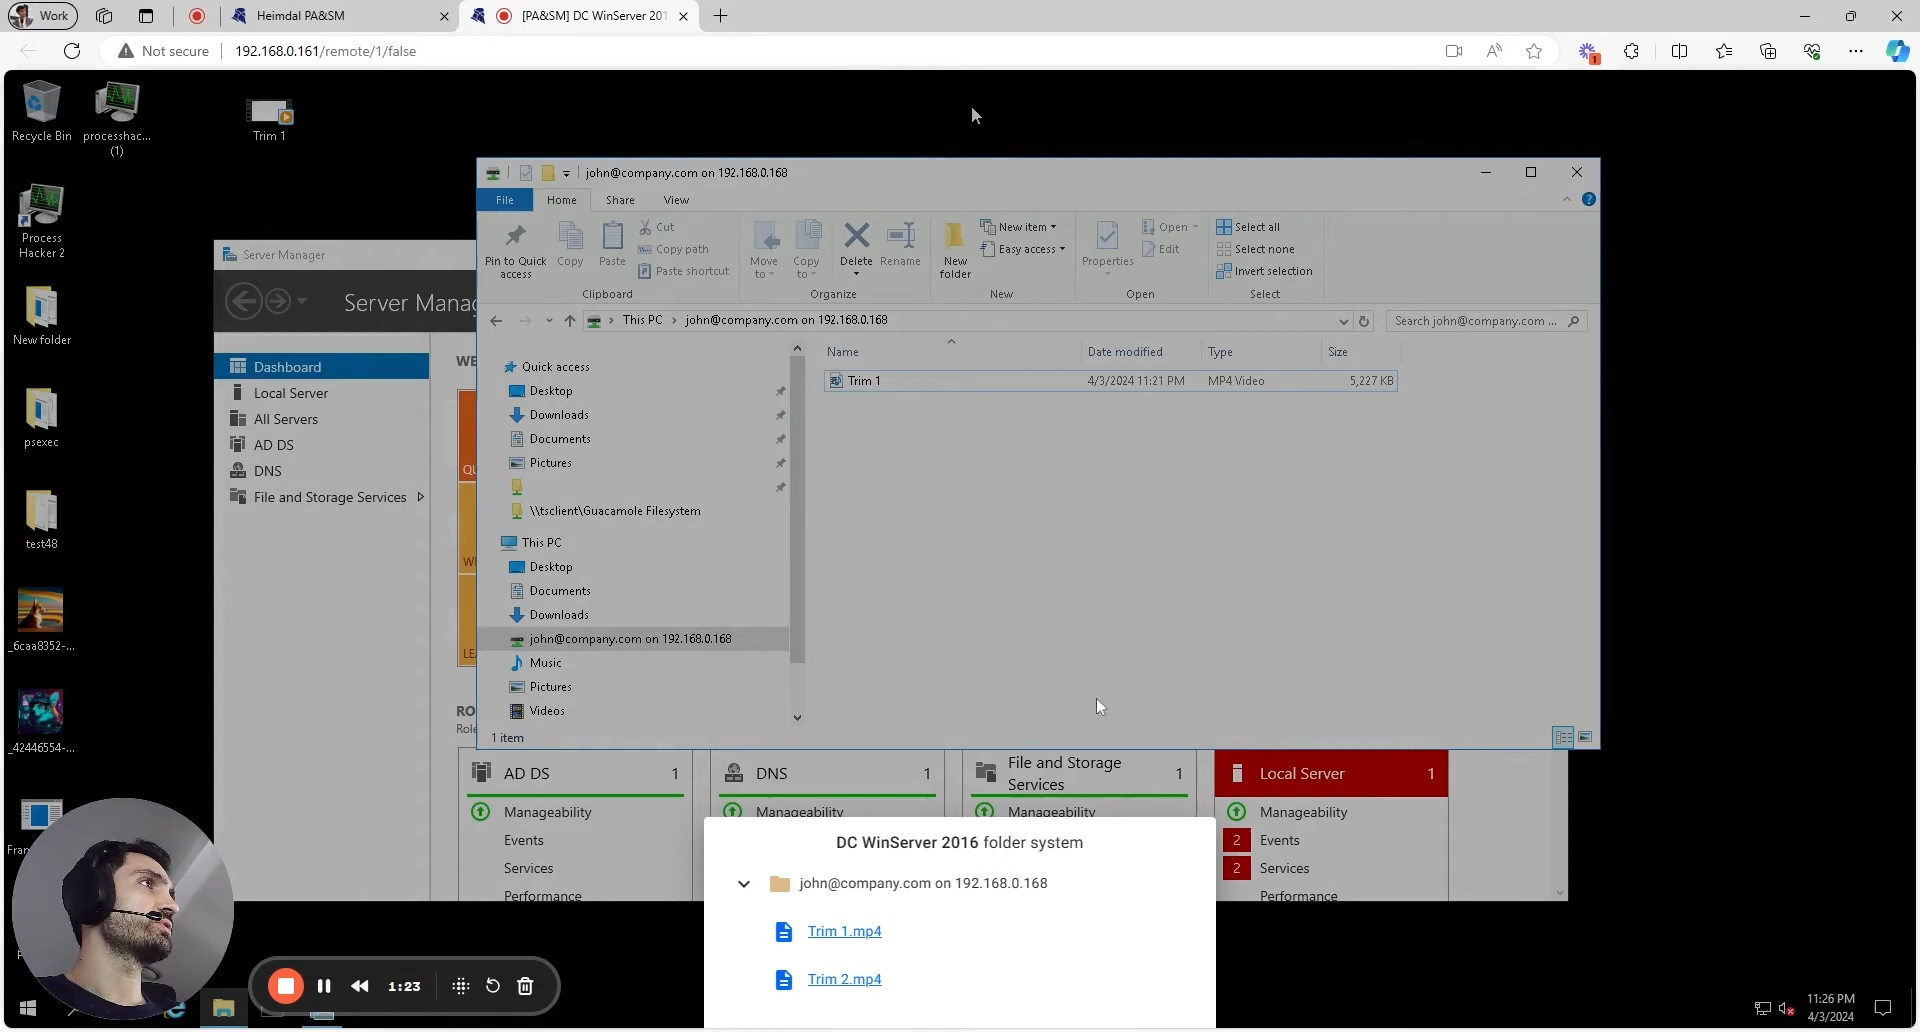 Work
Heimdal PA&SM
[PA&SM] DC WinServer 201
Not secure
192.168.0.161/remote/1/false
1
Recycle Bin
processhac...
(1)
Trim 1
Process
Hacker 2
New folder
psexec
test48
_6caa8352-...
_42446554-...
Server Manager
Server Manag
Dashboard
Local Server
All Servers
AD DS
DNS
File and Storage Services
WE
QU
LE
RO
Role
john@company.com on 192.168.0.168
File
Home
Share
View
Pin to Quick
access
Copy
Paste
Cut
Copy path
Paste shortcut
Clipboard
Move
to
Copy
to
Delete
Rename
Organize
New
folder
New item
Easy access
New
Properties
Open
Edit
Open
Select all
Select none
Invert selection
Select
This PC
john@company.com on 192.168.0.168
Search john@company.com ...
Quick access
Desktop
Downloads
Documents
Pictures
\\tsclient\Guacamole Filesystem
This PC
Desktop
Documents
Downloads
john@company.com on 192.168.0.168
Music
Pictures
Videos
Name
Date modified
Type
Size
Trim 1
4/3/2024 11:21 PM
MP4 Video
5,227 KB
1 item
AD DS
1
Manageability
Events
Services
Performance
DNS
1
Manageability
File and Storage
Services
1
Manageability
Local Server
1
Manageability
2
Events
2
Services
Performance
DC WinServer 2016 folder system
john@company.com on 192.168.0.168
Trim 1.mp4
Trim 2.mp4
1:23
11:26 PM
4/3/2024